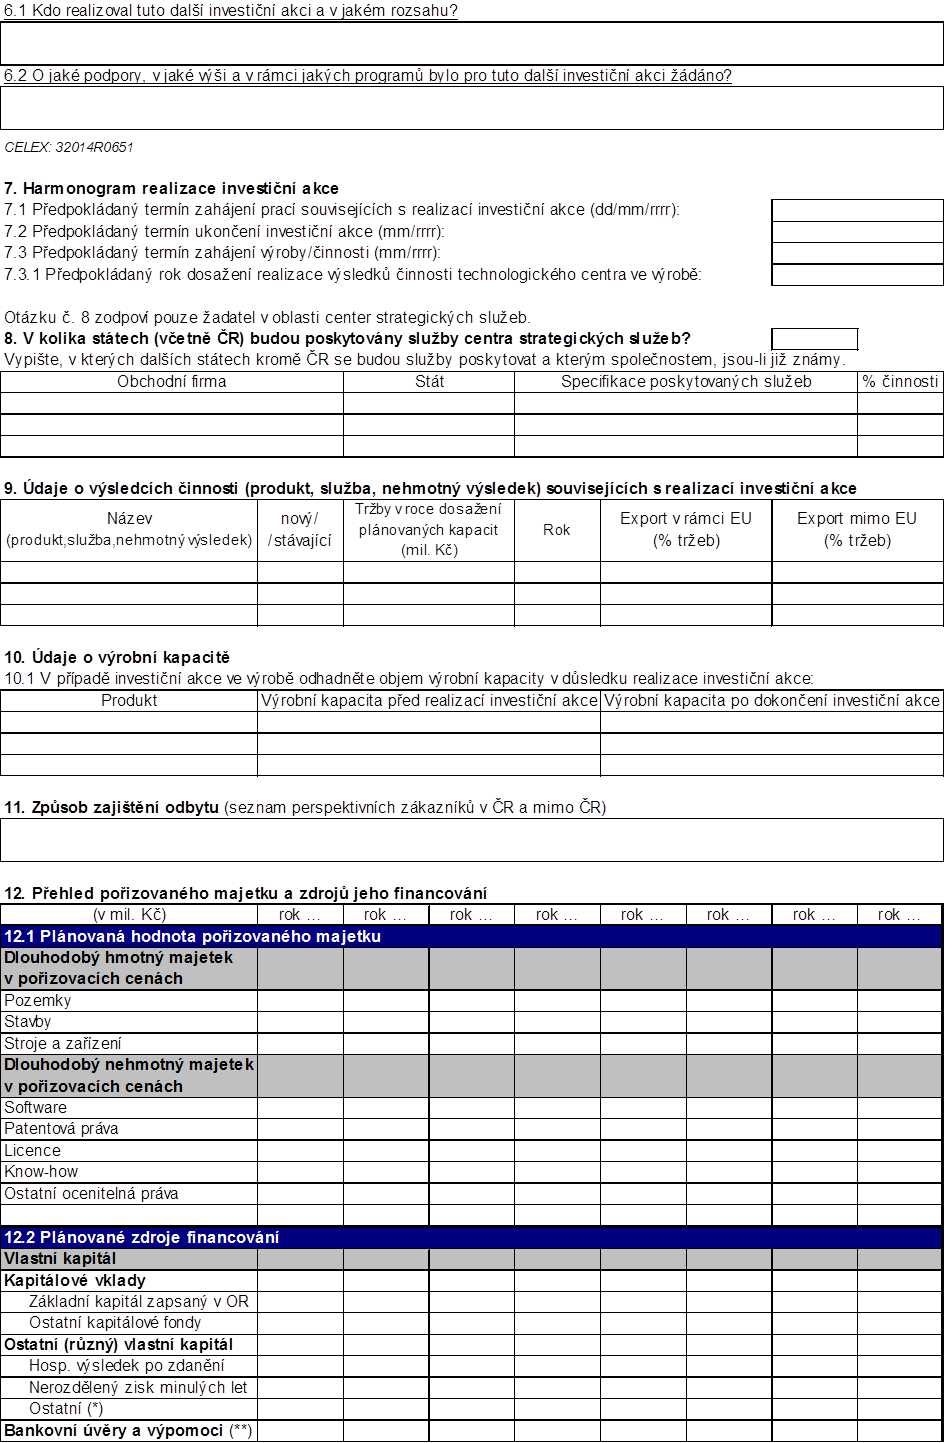 6.1 Kdo realizoval tuto další investiční akci a v jakém rozsahu?
6.2 O jaké podpory, v jaké výši a v rámci jakých programů bylo pro tuto další investiční akci žádáno?
CELEX: 32014R0651
7. Harmonogram realizace investiční akce
7.1 Předpokládaný termín zahájení prací souvisejících s realizací investiční akce (dd/mm/rrrr):
7.2 Předpokládaný termín ukončení investiční akce (mm/rrrr):
7.3 Předpokládaný termín zahájení výroby/činnosti (mm/rrrr):
7.3.1 Předpokládaný rok dosažení realizace výsledků činnosti technologického centra ve výrobě:
Otázku č. 8 zodpoví pouze žadatel v oblasti center strategických služeb.
8. V kolika státech (včetně ČR) budou poskytovány služby centra strategických služeb?
Vypište, v kterých dalších státech kromě ČR se budou služby poskytovat a kterým společnostem, jsou-li již známy.
Obchodní firma Stát Specifikace poskytovaných služeb % činnosti
9. Údaje o výsledcích činnosti (produkt, služba, nehmotný výsledek) souvisejících s realizací investiční akce
Název (produkt,služba,nehmotný výsledek) nový/ /stávající Tržby v roce dosažení plánovaných kapacit (mil. Kč) Rok Export v rámci EU (% tržeb) Export mimo EU (% tržeb)
10. Údaje o výrobní kapacitě
10.1 V případě investiční akce ve výrobě odhadněte objem výrobní kapacity v důsledku realizace investiční akce:
Produkt Výrobní kapacita před realizací investiční akce Výrobní kapacita po dokončení investiční akce
11. Způsob zajištění odbytu (seznam perspektivních zákazníků v ČR a mimo ČR)
12. Přehled pořizovaného majetku a zdrojů jeho financování
(v mil. Kč) rok ... rok ... rok ... rok ... rok ... rok ... rok ... rok ...
12.1 Plánovaná hodnota pořizovaného majetku
Dlouhodobý hmotný majetek
v pořizovacích cenách
Pozemky
Stavby
Stroje a zařízení
Dlouhodobý nehmotný majetek
v pořizovacích cenách
Software
Patentová práva
Licence
Know-how
Ostatní ocenitelná práva
12.2 Plánované zdroje financování
Vlastní kapitál
Kapitálové vklady
Základní kapitál zapsaný v OR
Ostatní kapitálové fondy
Ostatní (různý) vlastní kapitál
Hosp. výsledek po zdanění
Nerozdělený zisk minulých let
Ostatní (*)
Bankovní úvěry a výpomoci (**)